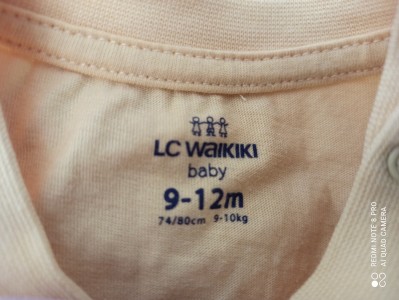 LC WAIKIKI
baby
9-12m
74/80cm 9-10kg
REDMI NOTE 8 PRO
AI QUAD CAMERA